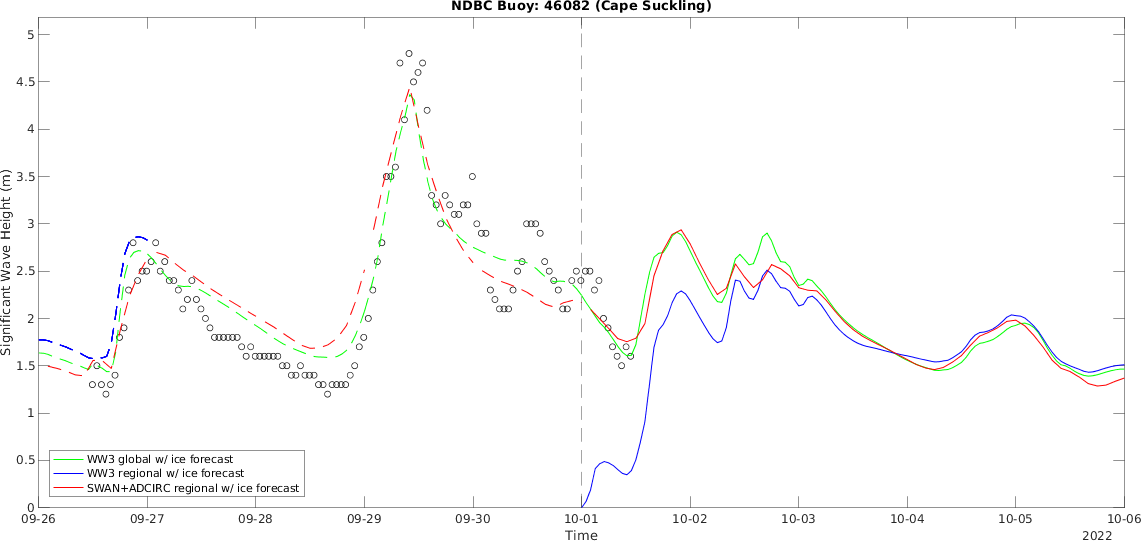 NDBC Buoy: 46082 (Cape Suckling)
Significant Wave Height (m)
5
4.5
4
3.5
3
2.5
2
1.5
1
0.5
0
WW3 global w/ ice forecast
WW3 regional w/ ice forecast
SWAN+ADCIRC regional w/ ice forecast
09-26 09-27 09-28 09-29 09-30 10-01 10-02 10-03 10-04 10-05 10-06
Time
2022